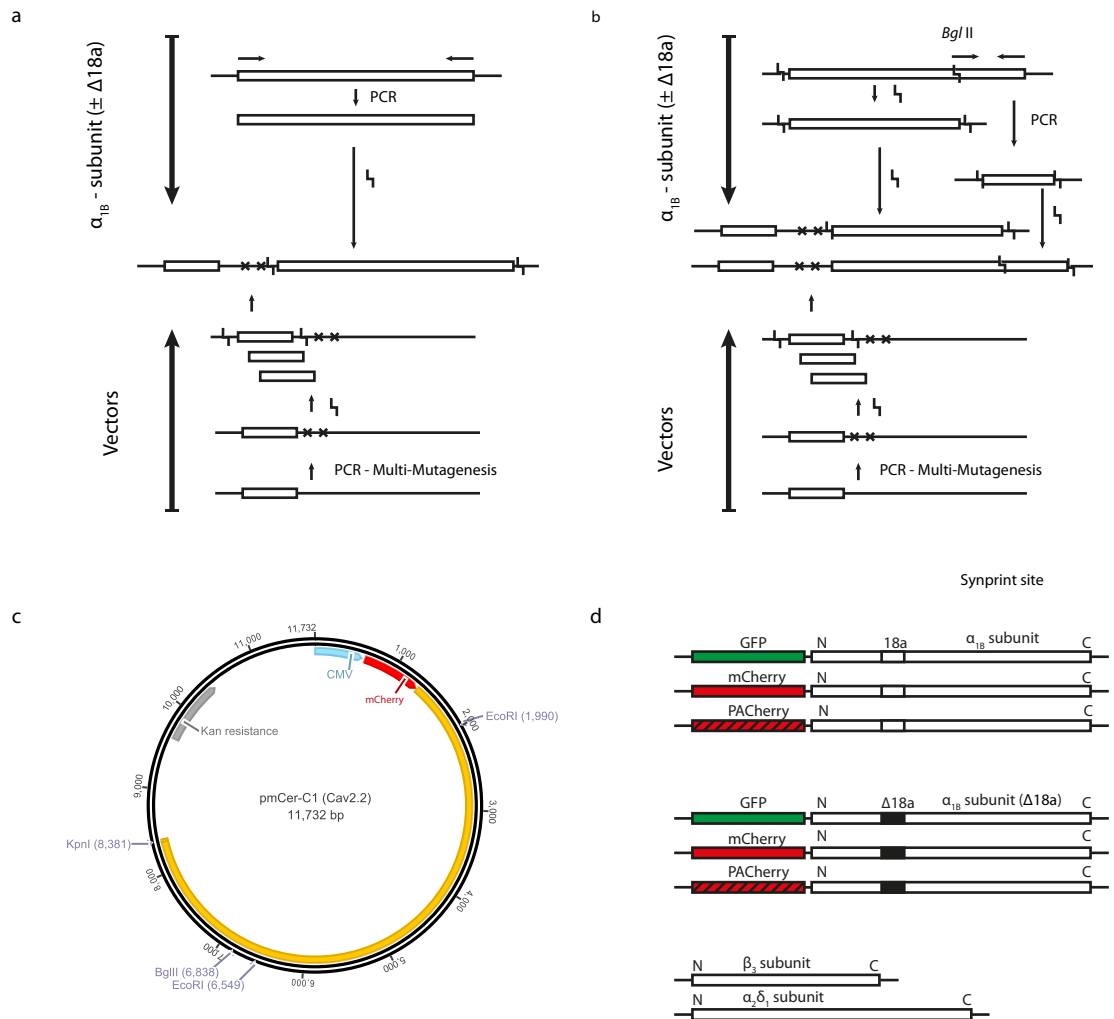 a
α1B - subunit (± Δ18a)
PCR
Vectors
PCR - Multi-Mutagenesis
b
α1B - subunit (± Δ18a)
Bgl II
PCR
Vectors
PCR - Multi-Mutagenesis
c
11,732
1,000
2,000
3,000
4,000
5,000
6,000
7,000
8,000
9,000
10,000
11,000
CMV
mCherry
EcoRI (1,990)
Kan resistance
pmCer-C1 (Cav2.2)
11,732 bp
KpnI (8,381)
BglII (6,838)
EcoRI (6,549)
Synprint site
d
GFP N 18a α1B subunit C
mCherry N C
PACherry N C
GFP N Δ18a α1B subunit (Δ18a) C
mCherry N C
PACherry N C
N β3 subunit C
N α2δ1 subunit C